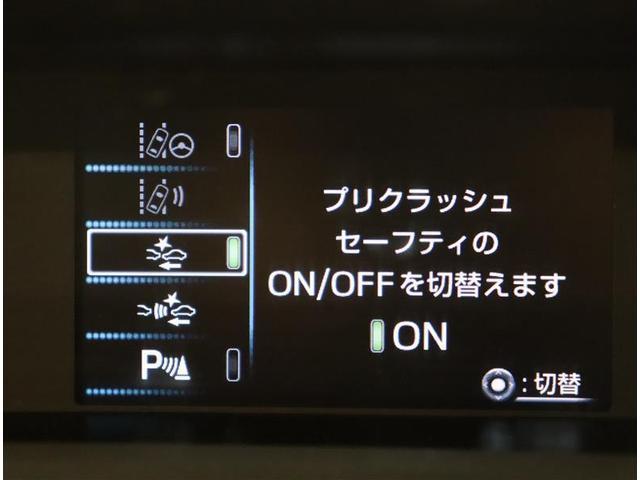 プリクラッシュ
セーフティの
ON/OFFを切替えます
ON
P
:切替